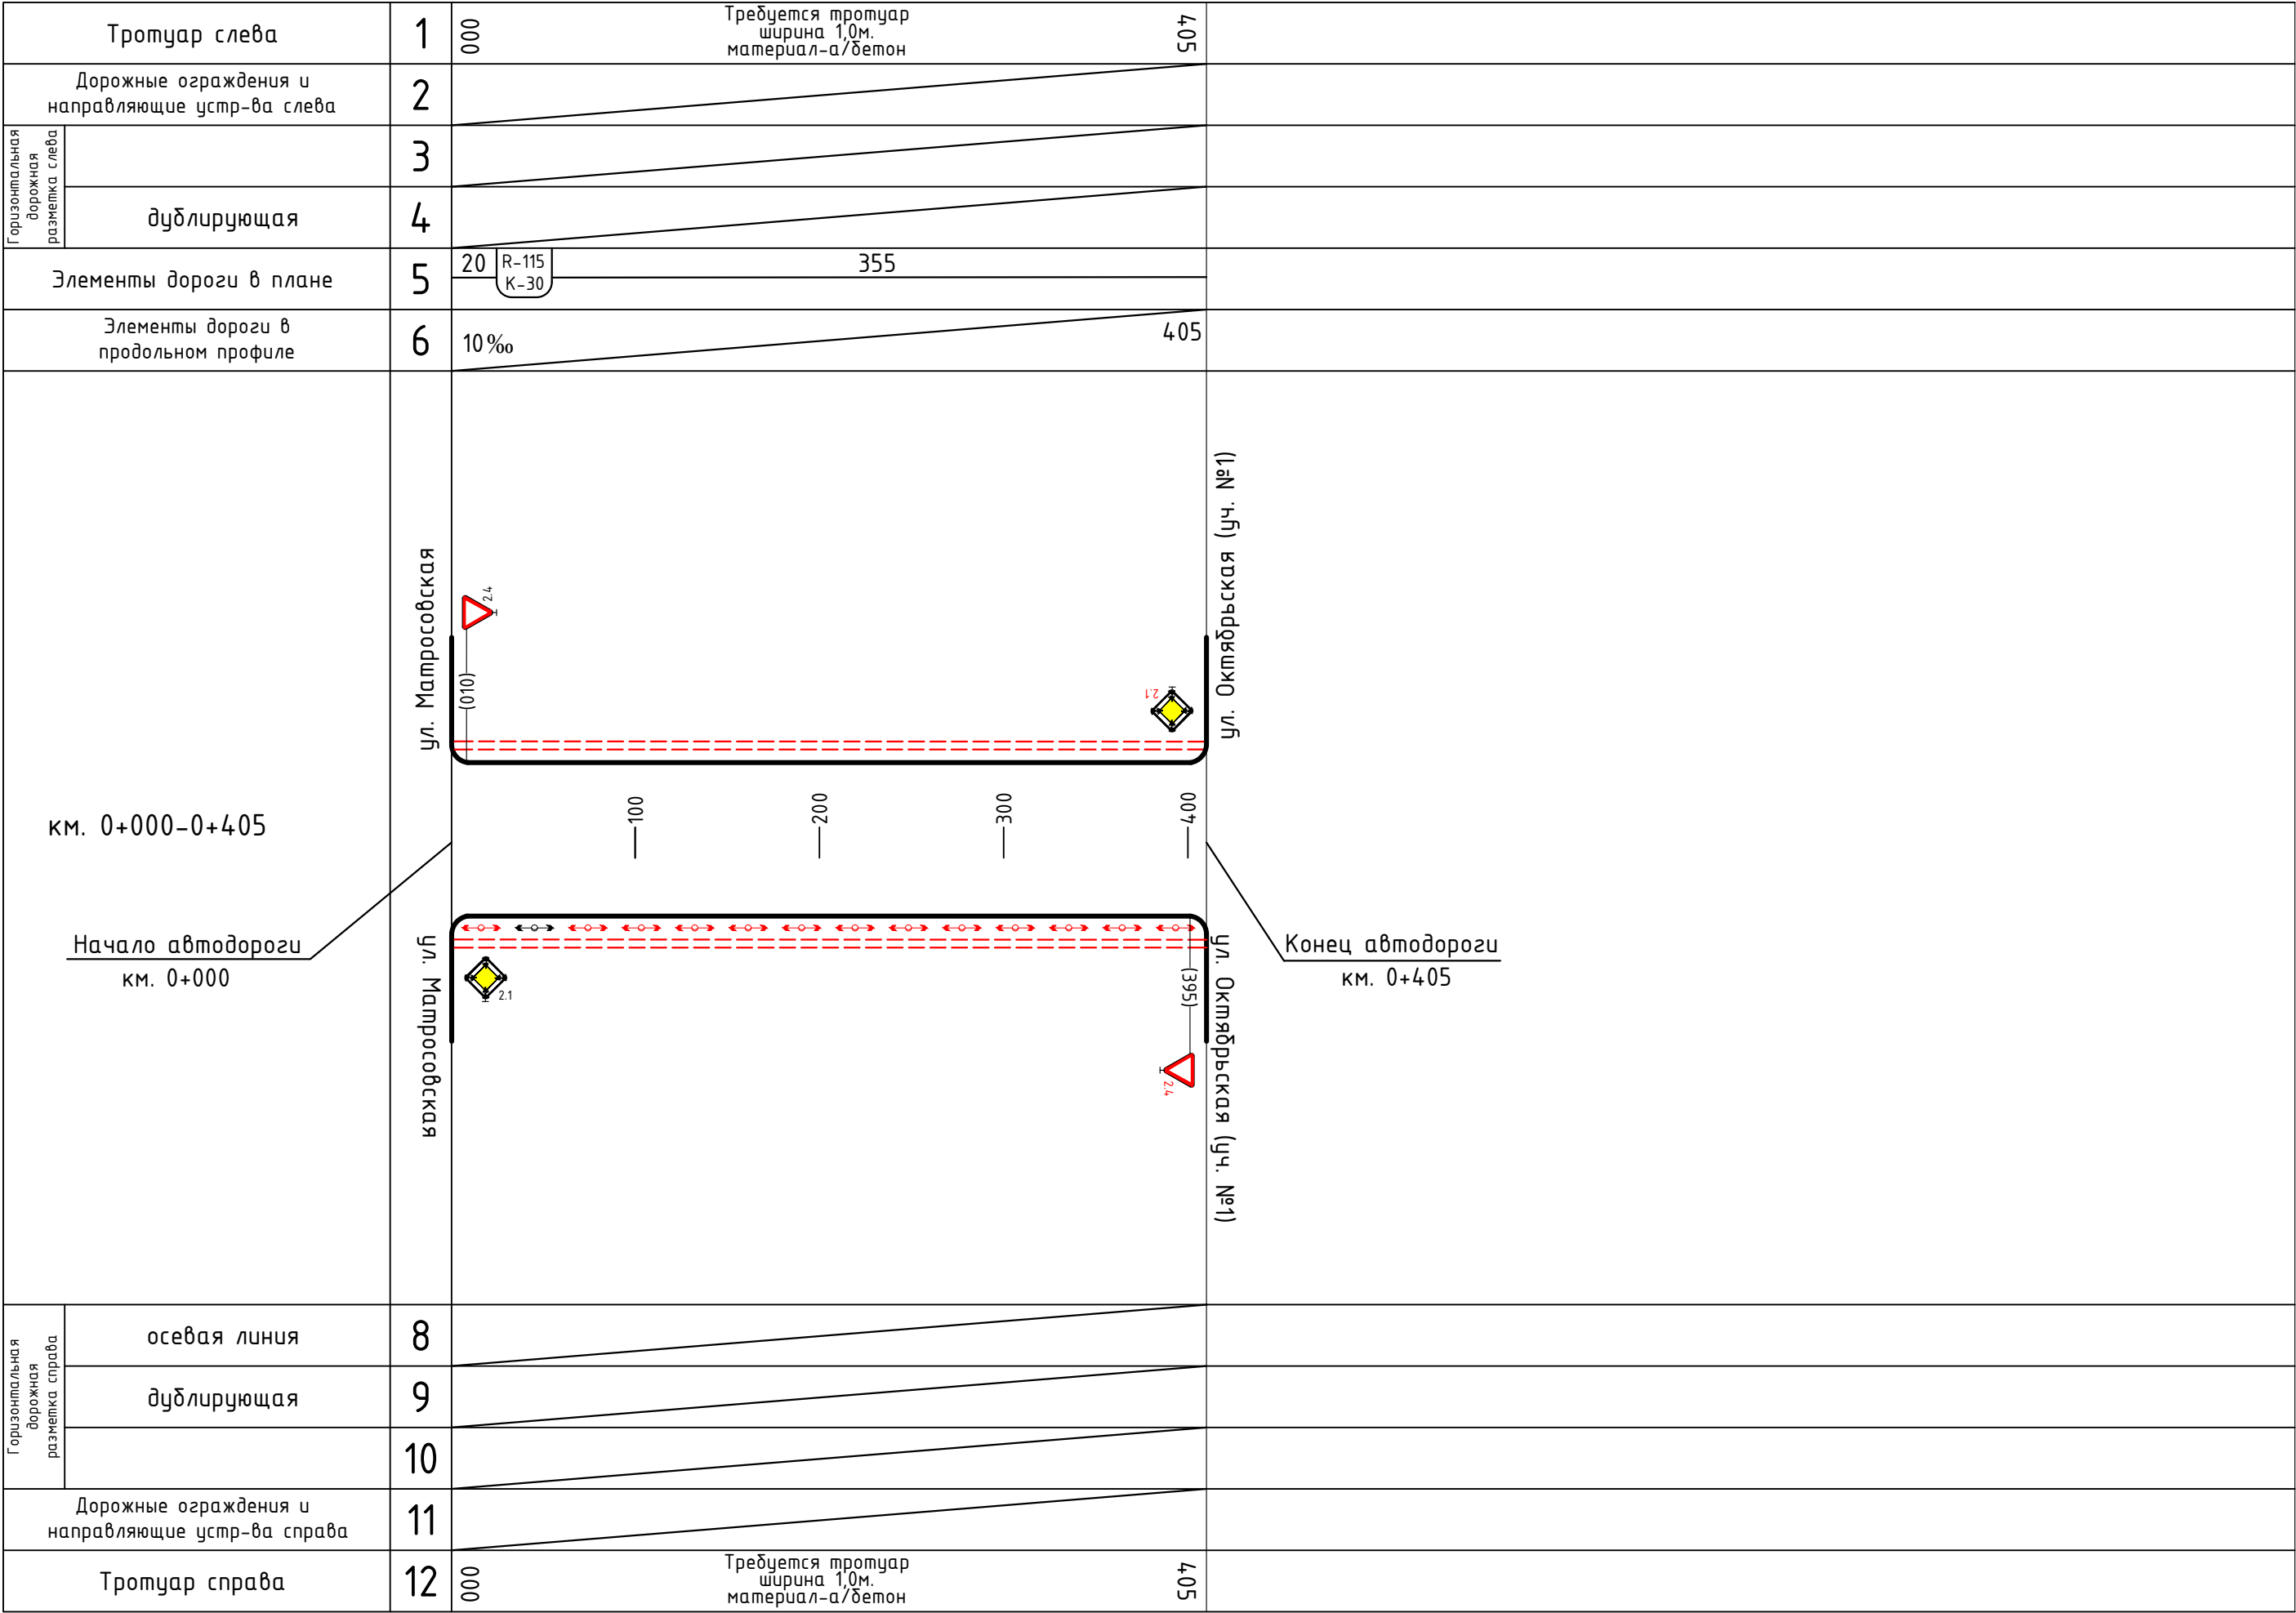 Тротуар слева
1
000
Требуется тротуар
ширина 1,0м.
материал-а/бетон
405
Дорожные ограждения и
направляющие устр-ва слева
2
Горизонтальная
дорожная
разметка слева
3
дублирующая
4
Элементы дороги в плане
5
20
R-115
К-30
355
Элементы дороги в
продольном профиле
6
10‰
405
ул. Матросовская
2.4
(010)
2.1
ул. Октябрьская (уч. №1)
км. 0+000-0+405
100
200
300
400
Начало автодороги
км. 0+000
ул. Матросовская
2.1
(395)
2.4
ул. Октябрьская (уч. №1)
Конец автодороги
км. 0+405
Горизонтальная
дорожная
разметка справа
осевая линия
8
дублирующая
9
10
Дорожные ограждения и
направляющие устр-ва справа
11
Тротуар справа
12
000
Требуется тротуар
ширина 1,0м.
материал-а/бетон
405